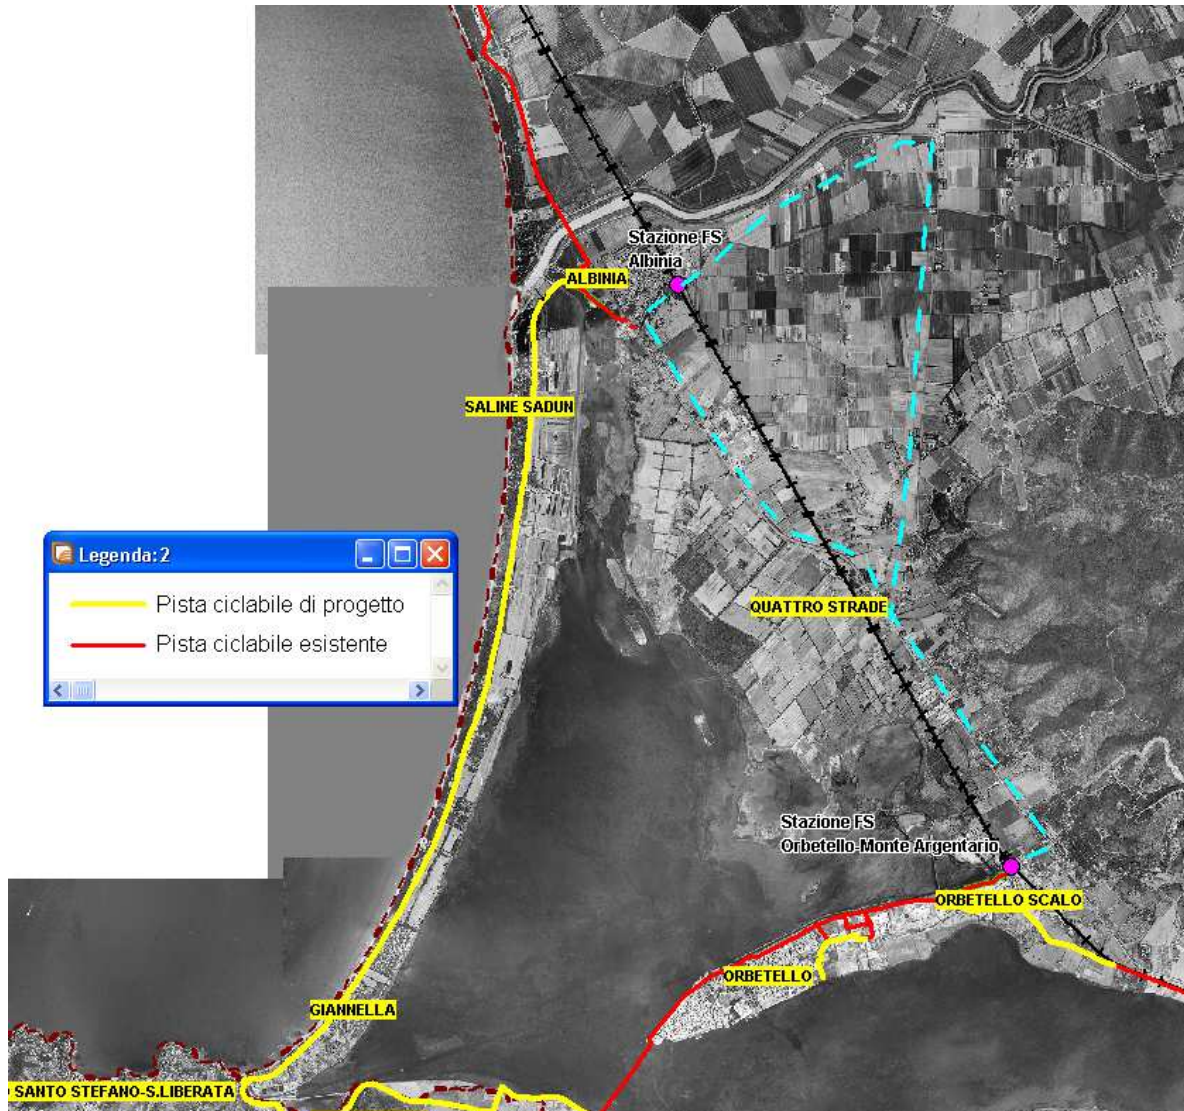 Stazione FS
Albinia
ALBINIA
SALINE SADUN
Legenda:2
Pista ciclabile di progetto
Pista ciclabile esistente
QUATTRO STRADE
Stazione FS
Orbetello-Monte Argentario
ORBETELLO SCALO
ORBETELLO
GIANNELLA
SANTO STEFANO-S.LIBERATA